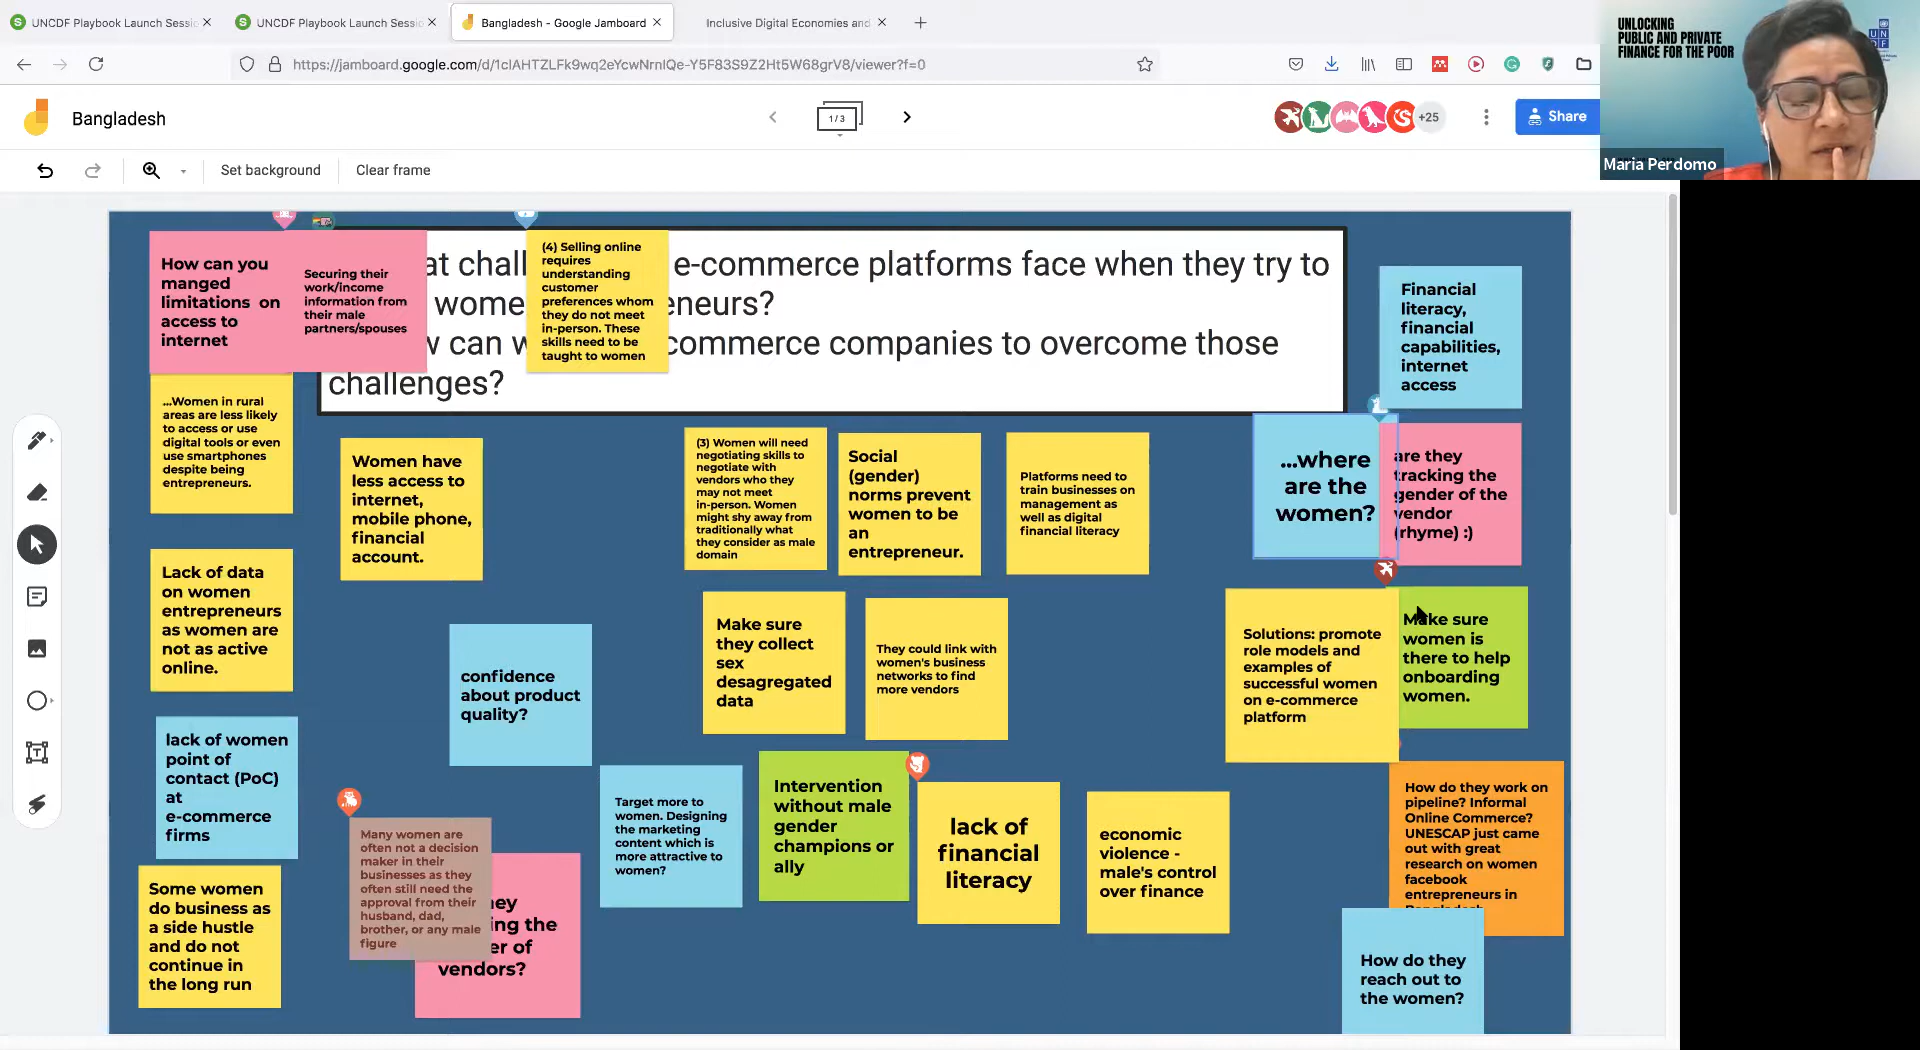 UNCDF Playbook Launch Sessi
UNCDF Playbook Launch Sessi
Bangladesh - Google Jamboard
Inclusive Digital Economies and
https://jamboard.google.com/d/1clAHTZLFk9wq2eYcwNrnIQe-Y5F83S9Z2Ht5W68grV8/viewer?f=0
UNLOCKING
PUBLIC AND PRIVATE
FINANCE FOR THE POOR
Maria Perdomo
Bangladesh
1/3
+25
Share
Set background
Clear frame
at chall e-commerce platforms face when they try to
wome eneurs?
w can w commerce companies to overcome those
challenges?
How can you
manged
limitations on
access to
internet
Securing their
work/income
information from
their male
partners/spouses
(4) Selling online
requires
understanding
customer
preferences whom
they do not meet
in-person. These
skills need to be
taught to women
Financial
literacy,
financial
capabilities,
internet
access
...Women in rural
areas are less likely
to access or use
digital tools or even
use smartphones
despite being
entrepreneurs.
Women have
less access to
internet,
mobile phone,
financial
account.
(3) Women will need
negotiating skills to
negotiate with
vendors who they
may not meet
in-person. Women
might shy away from
traditionally what
they consider as male
domain
Social
(gender)
norms prevent
women to be
an
entrepreneur.
Platforms need to
train businesses on
management as
well as digital
financial literacy
...where
are the
women?
are they
tracking the
gender of the
vendor
(rhyme) :)
Lack of data
on women
entrepreneurs
as women are
not as active
online.
confidence
about product
quality?
Make sure
they collect
sex
desagregated
data
They could link with
women's business
networks to find
more vendors
Solutions: promote
role models and
examples of
successful women
on e-commerce
platform
Make sure
women is
there to help
onboarding
women.
lack of women
point of
contact (PoC)
at
e-commerce
firms
Many women are
often not a decision
maker in their
businesses as they
often still need the
approval from their
husband, dad,
brother, or any male
figure
hey
ing the
er of
vendors?
Target more to
women. Designing
the marketing
content which is
more attractive to
women?
Intervention
without male
gender
champions or
ally
lack of
financial
literacy
economic
violence -
male's control
over finance
How do they work on
pipeline? Informal
Online Commerce?
UNESCAP just came
out with great
research on women
facebook
entrepreneurs in
Bangladesh
Some women
do business as
a side hustle
and do not
continue in
the long run
How do they
reach out to
the women?